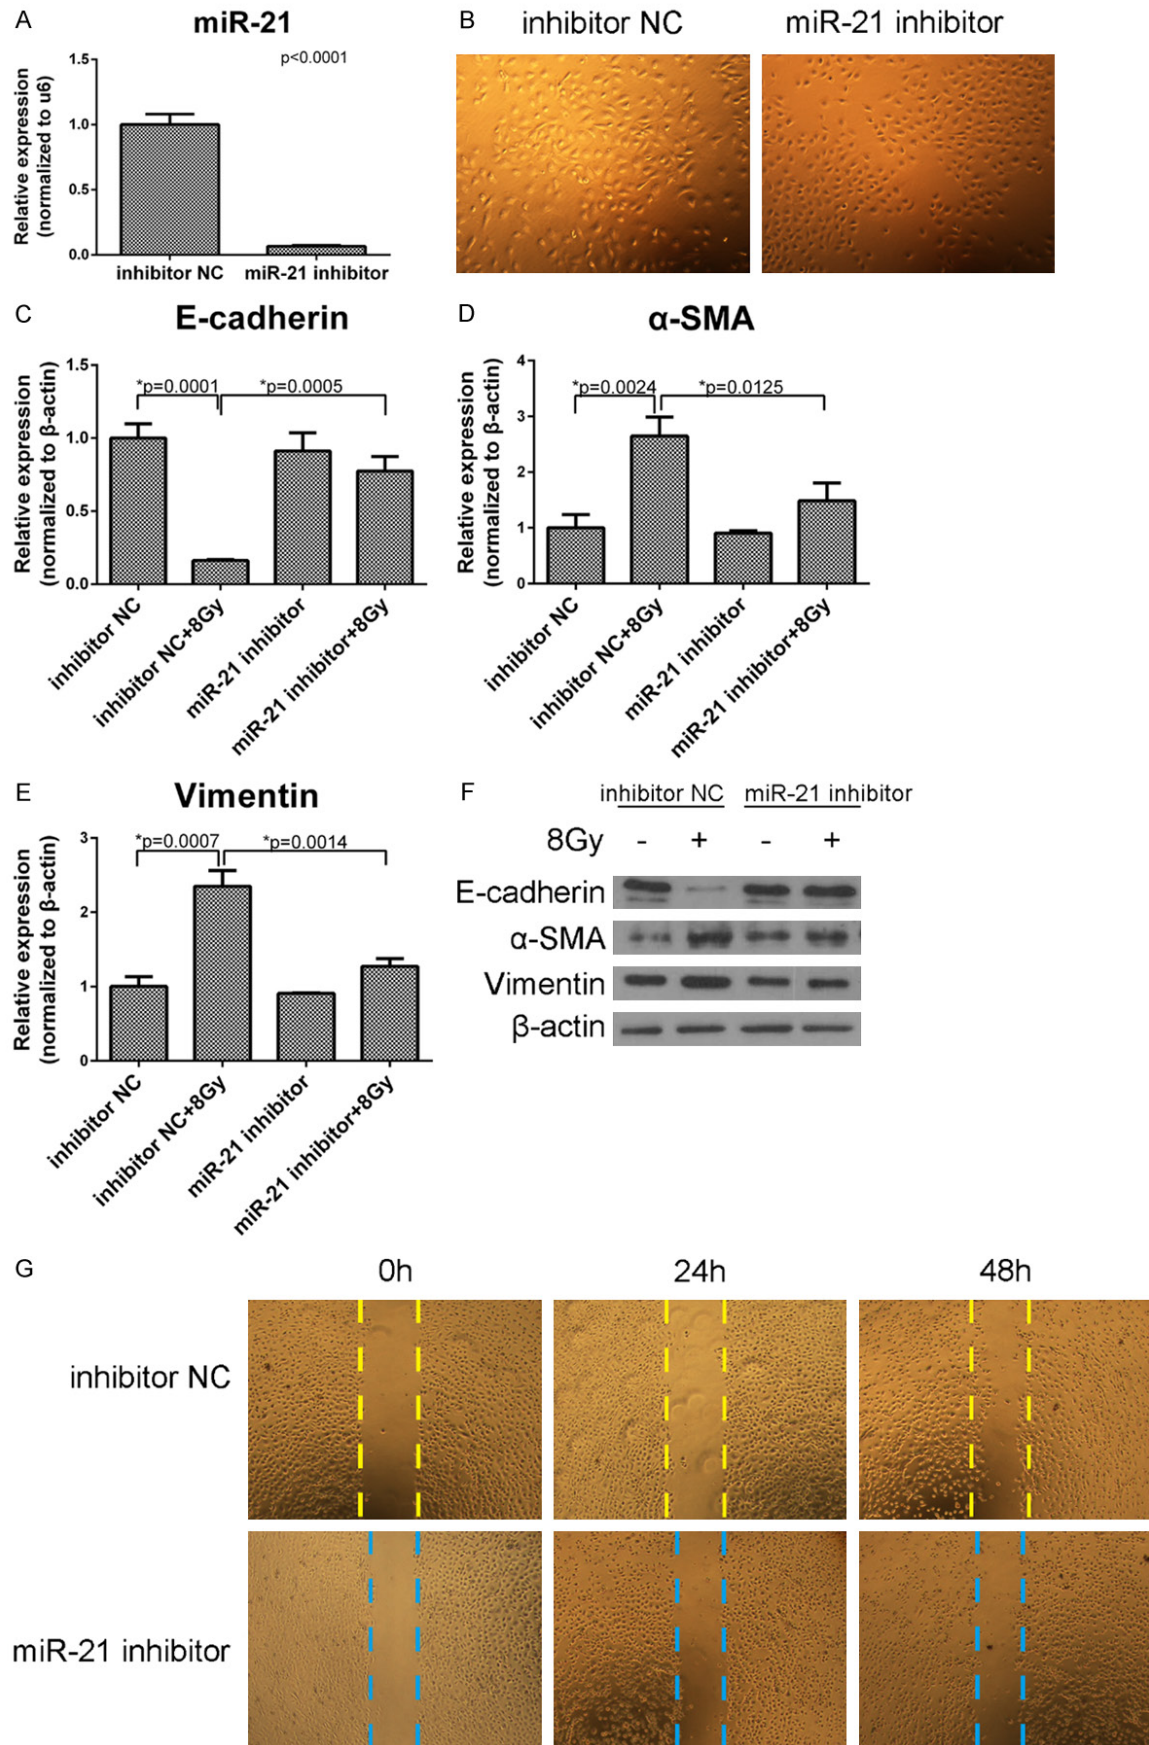 A
miR-21
Relative expression
(normalized to u6)
1.5
1.0
0.5
0.0
p<0.0001
inhibitor NC
miR-21 inhibitor
B
inhibitor NC
miR-21 inhibitor
C
E-cadherin
Relative expression
(normalized to β-actin)
1.5
1.0
0.5
0.0
*p=0.0001
*p=0.0005
inhibitor NC
inhibitor NC+8Gy
miR-21 inhibitor
miR-21 inhibitor+8Gy
D
α-SMA
Relative expression
(normalized to β-actin)
4
3
2
1
0
*p=0.0024
*p=0.0125
inhibitor NC
inhibitor NC+8Gy
miR-21 inhibitor
miR-21 inhibitor+8Gy
E
Vimentin
Relative expression
(normalized to β-actin)
3
2
1
0
*p=0.0007
*p=0.0014
inhibitor NC
inhibitor NC+8Gy
miR-21 inhibitor
miR-21 inhibitor+8Gy
F
inhibitor NC miR-21 inhibitor
8Gy - + - +
E-cadherin
α-SMA
Vimentin
β-actin
G
0h 24h 48h
inhibitor NC
miR-21 inhibitor